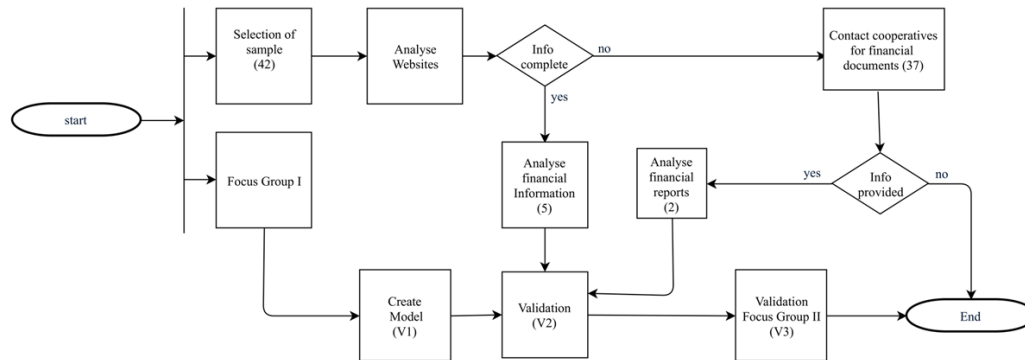 start
Selection of
sample
(42)
Analyse
Websites
Info
complete
no
yes
Contact cooperatives
for financial
documents (37)
Focus Group I
Analyse
financial
Information
(5)
Analyse
financial
reports
(2)
yes
Info
provided
no
Create
Model
(V1)
Validation
(V2)
Validation
Focus Group II
(V3)
End